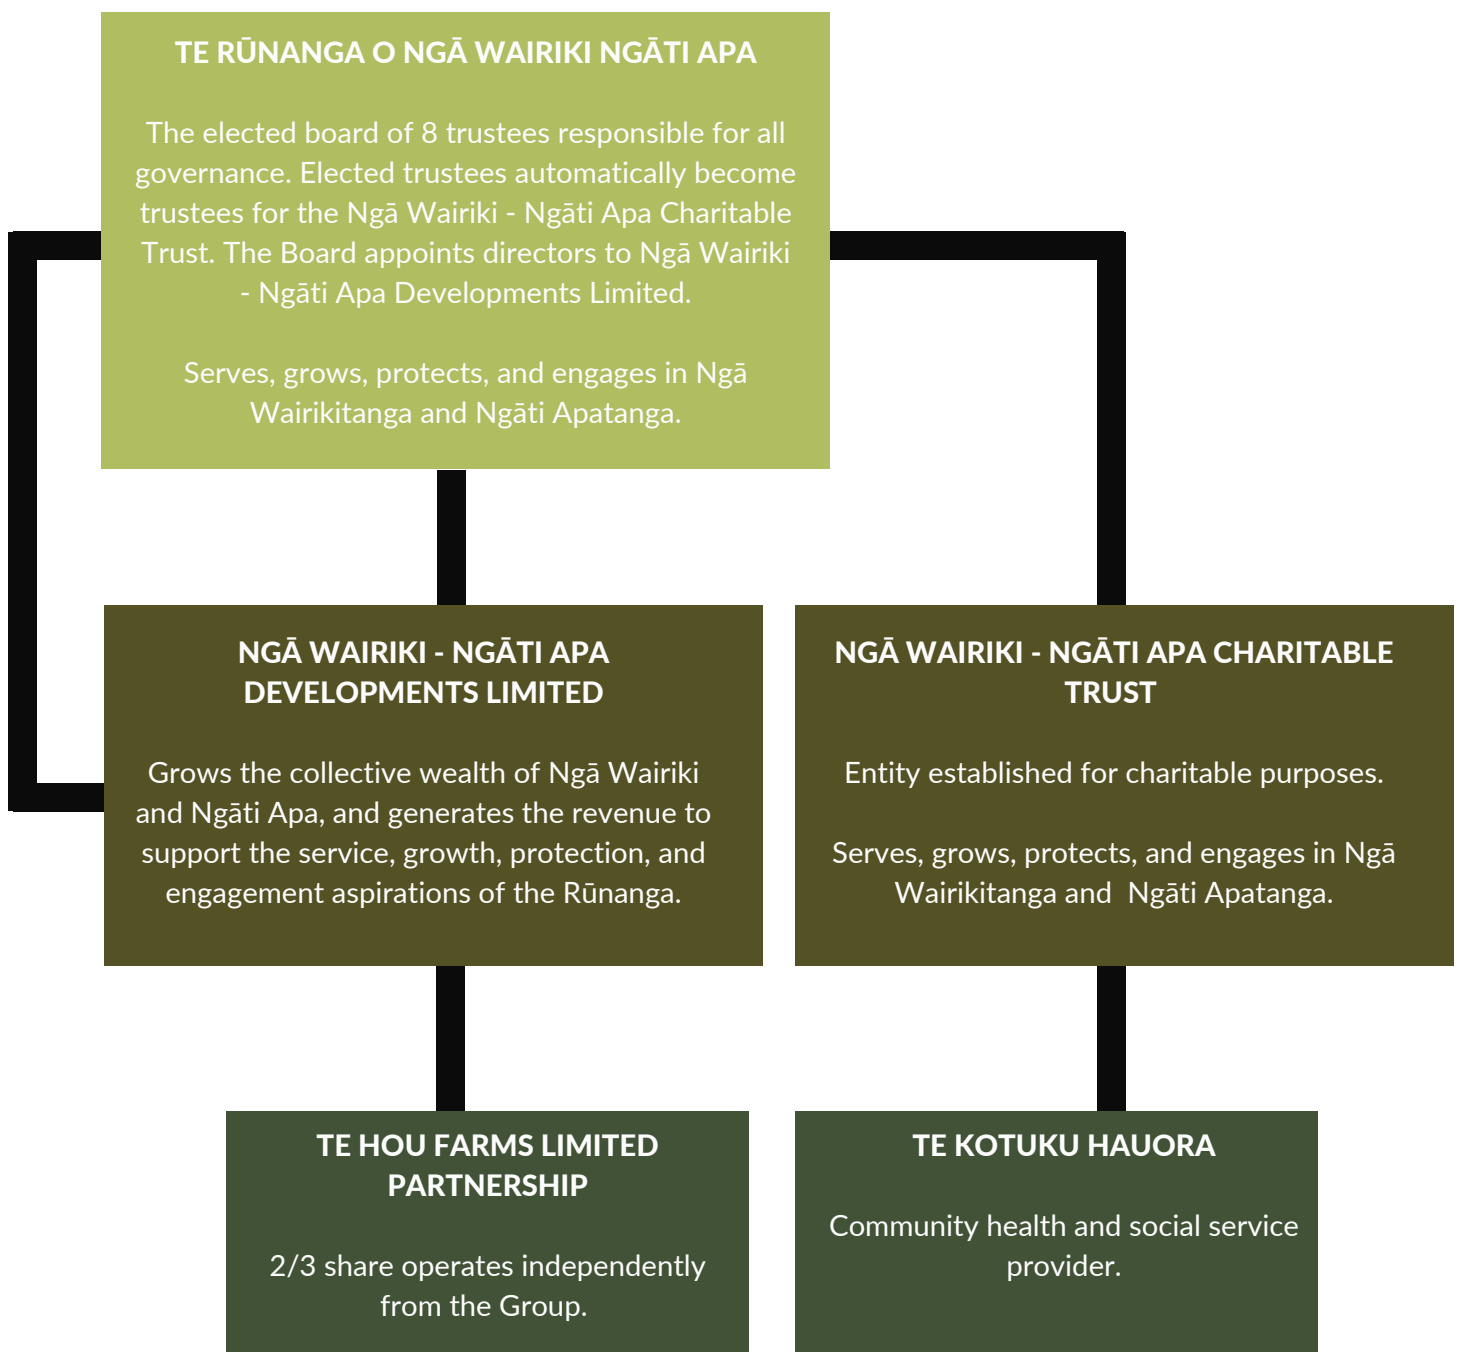 TE RŪNANGA O NGĀ WAIRIKI NGĀTI APA
The elected board of 8 trustees responsible for all
governance. Elected trustees automatically become
trustees for the Ngā Wairiki - Ngāti Apa Charitable
Trust. The Board appoints directors to Ngā Wairiki
- Ngāti Apa Developments Limited.
Serves, grows, protects, and engages in Ngā
Wairikitanga and Ngāti Apatanga.
NGĀ WAIRIKI - NGĀTI APA
DEVELOPMENTS LIMITED
Grows the collective wealth of Ngā Wairiki
and Ngāti Apa, and generates the revenue to
support the service, growth, protection, and
engagement aspirations of the Rūnanga.
NGĀ WAIRIKI - NGĀTI APA CHARITABLE
TRUST
Entity established for charitable purposes.
Serves, grows, protects, and engages in Ngā
Wairikitanga and  Ngāti Apatanga.
TE HOU FARMS LIMITED
PARTNERSHIP
2/3 share operates independently
from the Group.
TE KOTUKU HAUORA
Community health and social service
provider.